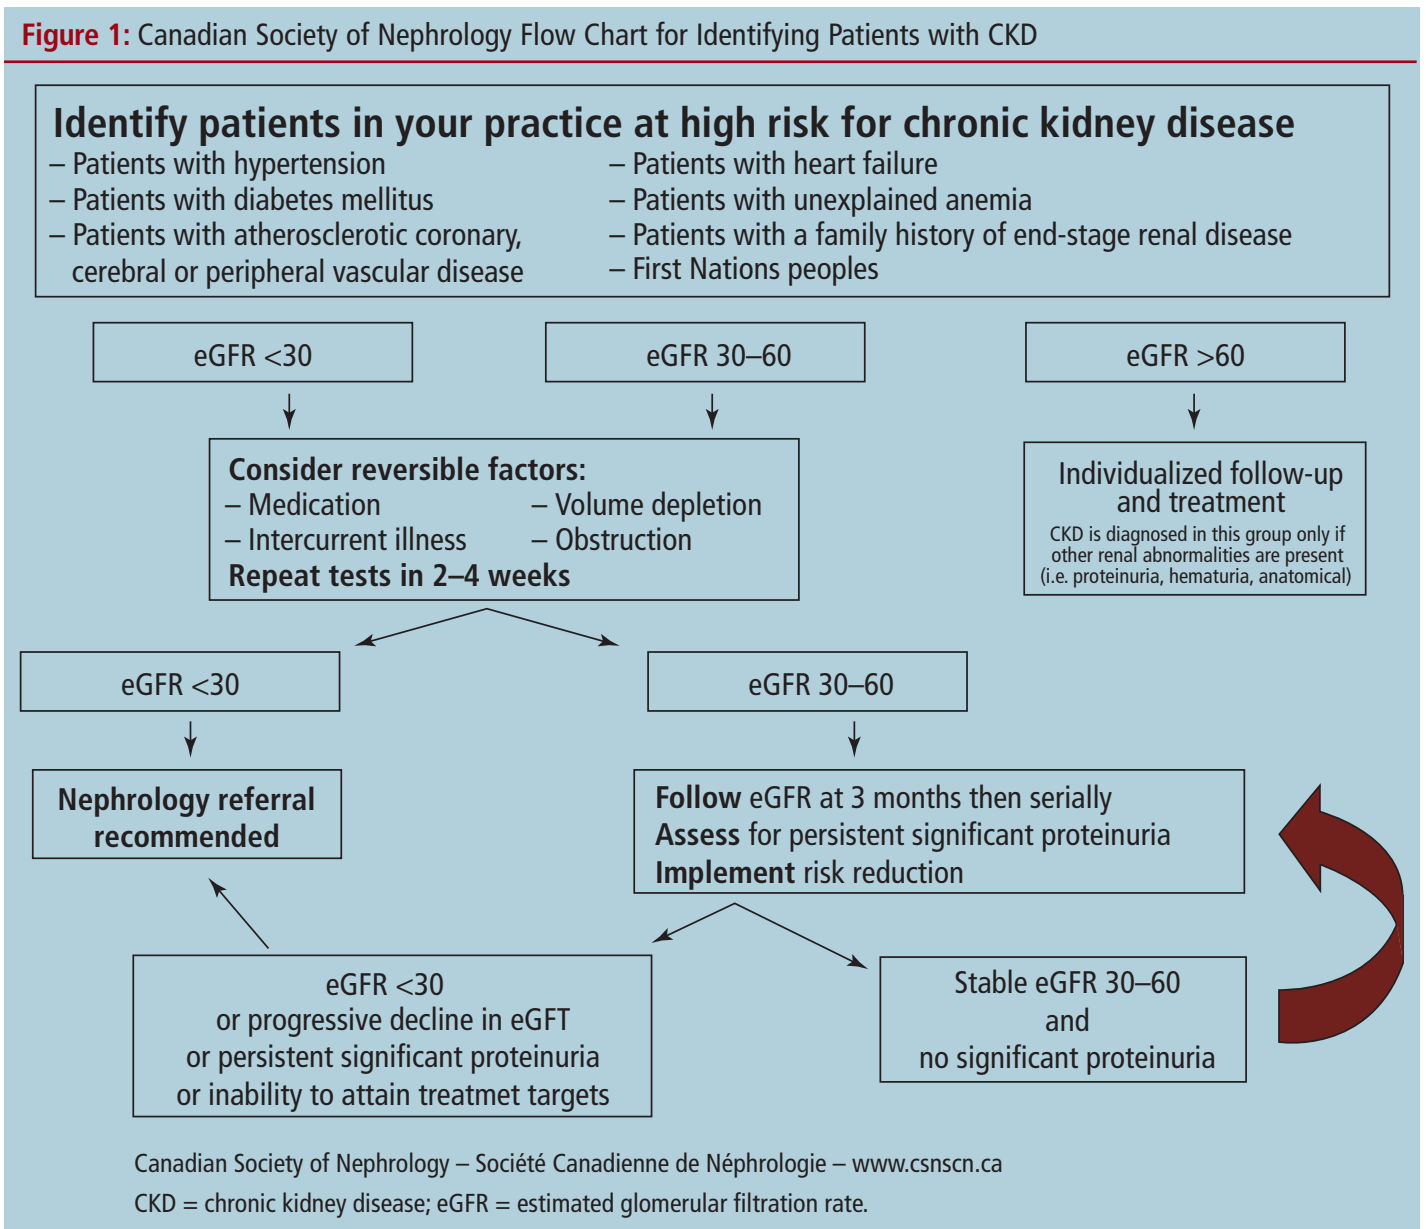 Figure 1: Canadian Society of Nephrology Flow Chart for Identifying Patients with CKD
Identify patients in your practice at high risk for chronic kidney disease
– Patients with hypertension
– Patients with diabetes mellitus
– Patients with atherosclerotic coronary,
cerebral or peripheral vascular disease
– Patients with heart failure
– Patients with unexplained anemia
– Patients with a family history of end-stage renal disease
– First Nations peoples
eGFR <30
eGFR 30–60
eGFR >60
Consider reversible factors:
– Medication
– Volume depletion
– Intercurrent illness
– Obstruction
Repeat tests in 2–4 weeks
Individualized follow-up
and treatment
CKD is diagnosed in this group only if
other renal abnormalities are present
(i.e. proteinuria, hematuria, anatomical)
eGFR <30
eGFR 30–60
Nephrology referral
recommended
Follow eGFR at 3 months then serially
Assess for persistent significant proteinuria
Implement risk reduction
eGFR <30
or progressive decline in eGFT
or persistent significant proteinuria
or inability to attain treatmet targets
Stable eGFR 30–60
and
no significant proteinuria
Canadian Society of Nephrology – Société Canadienne de Néphrologie – www.csnscn.ca
CKD = chronic kidney disease; eGFR = estimated glomerular filtration rate.